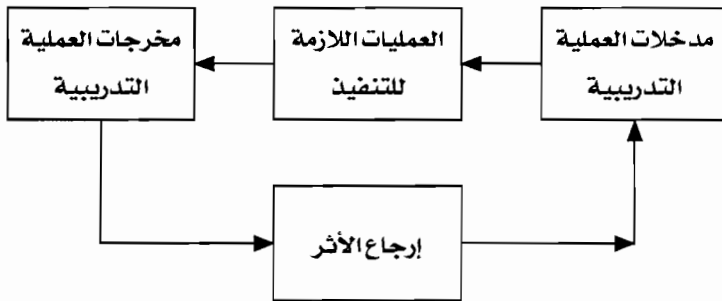 مدخلات العملية
التدريبية
العمليات اللازمة
للتنفيذ
مخرجات العملية
التدريبية
إرجاع الأثر